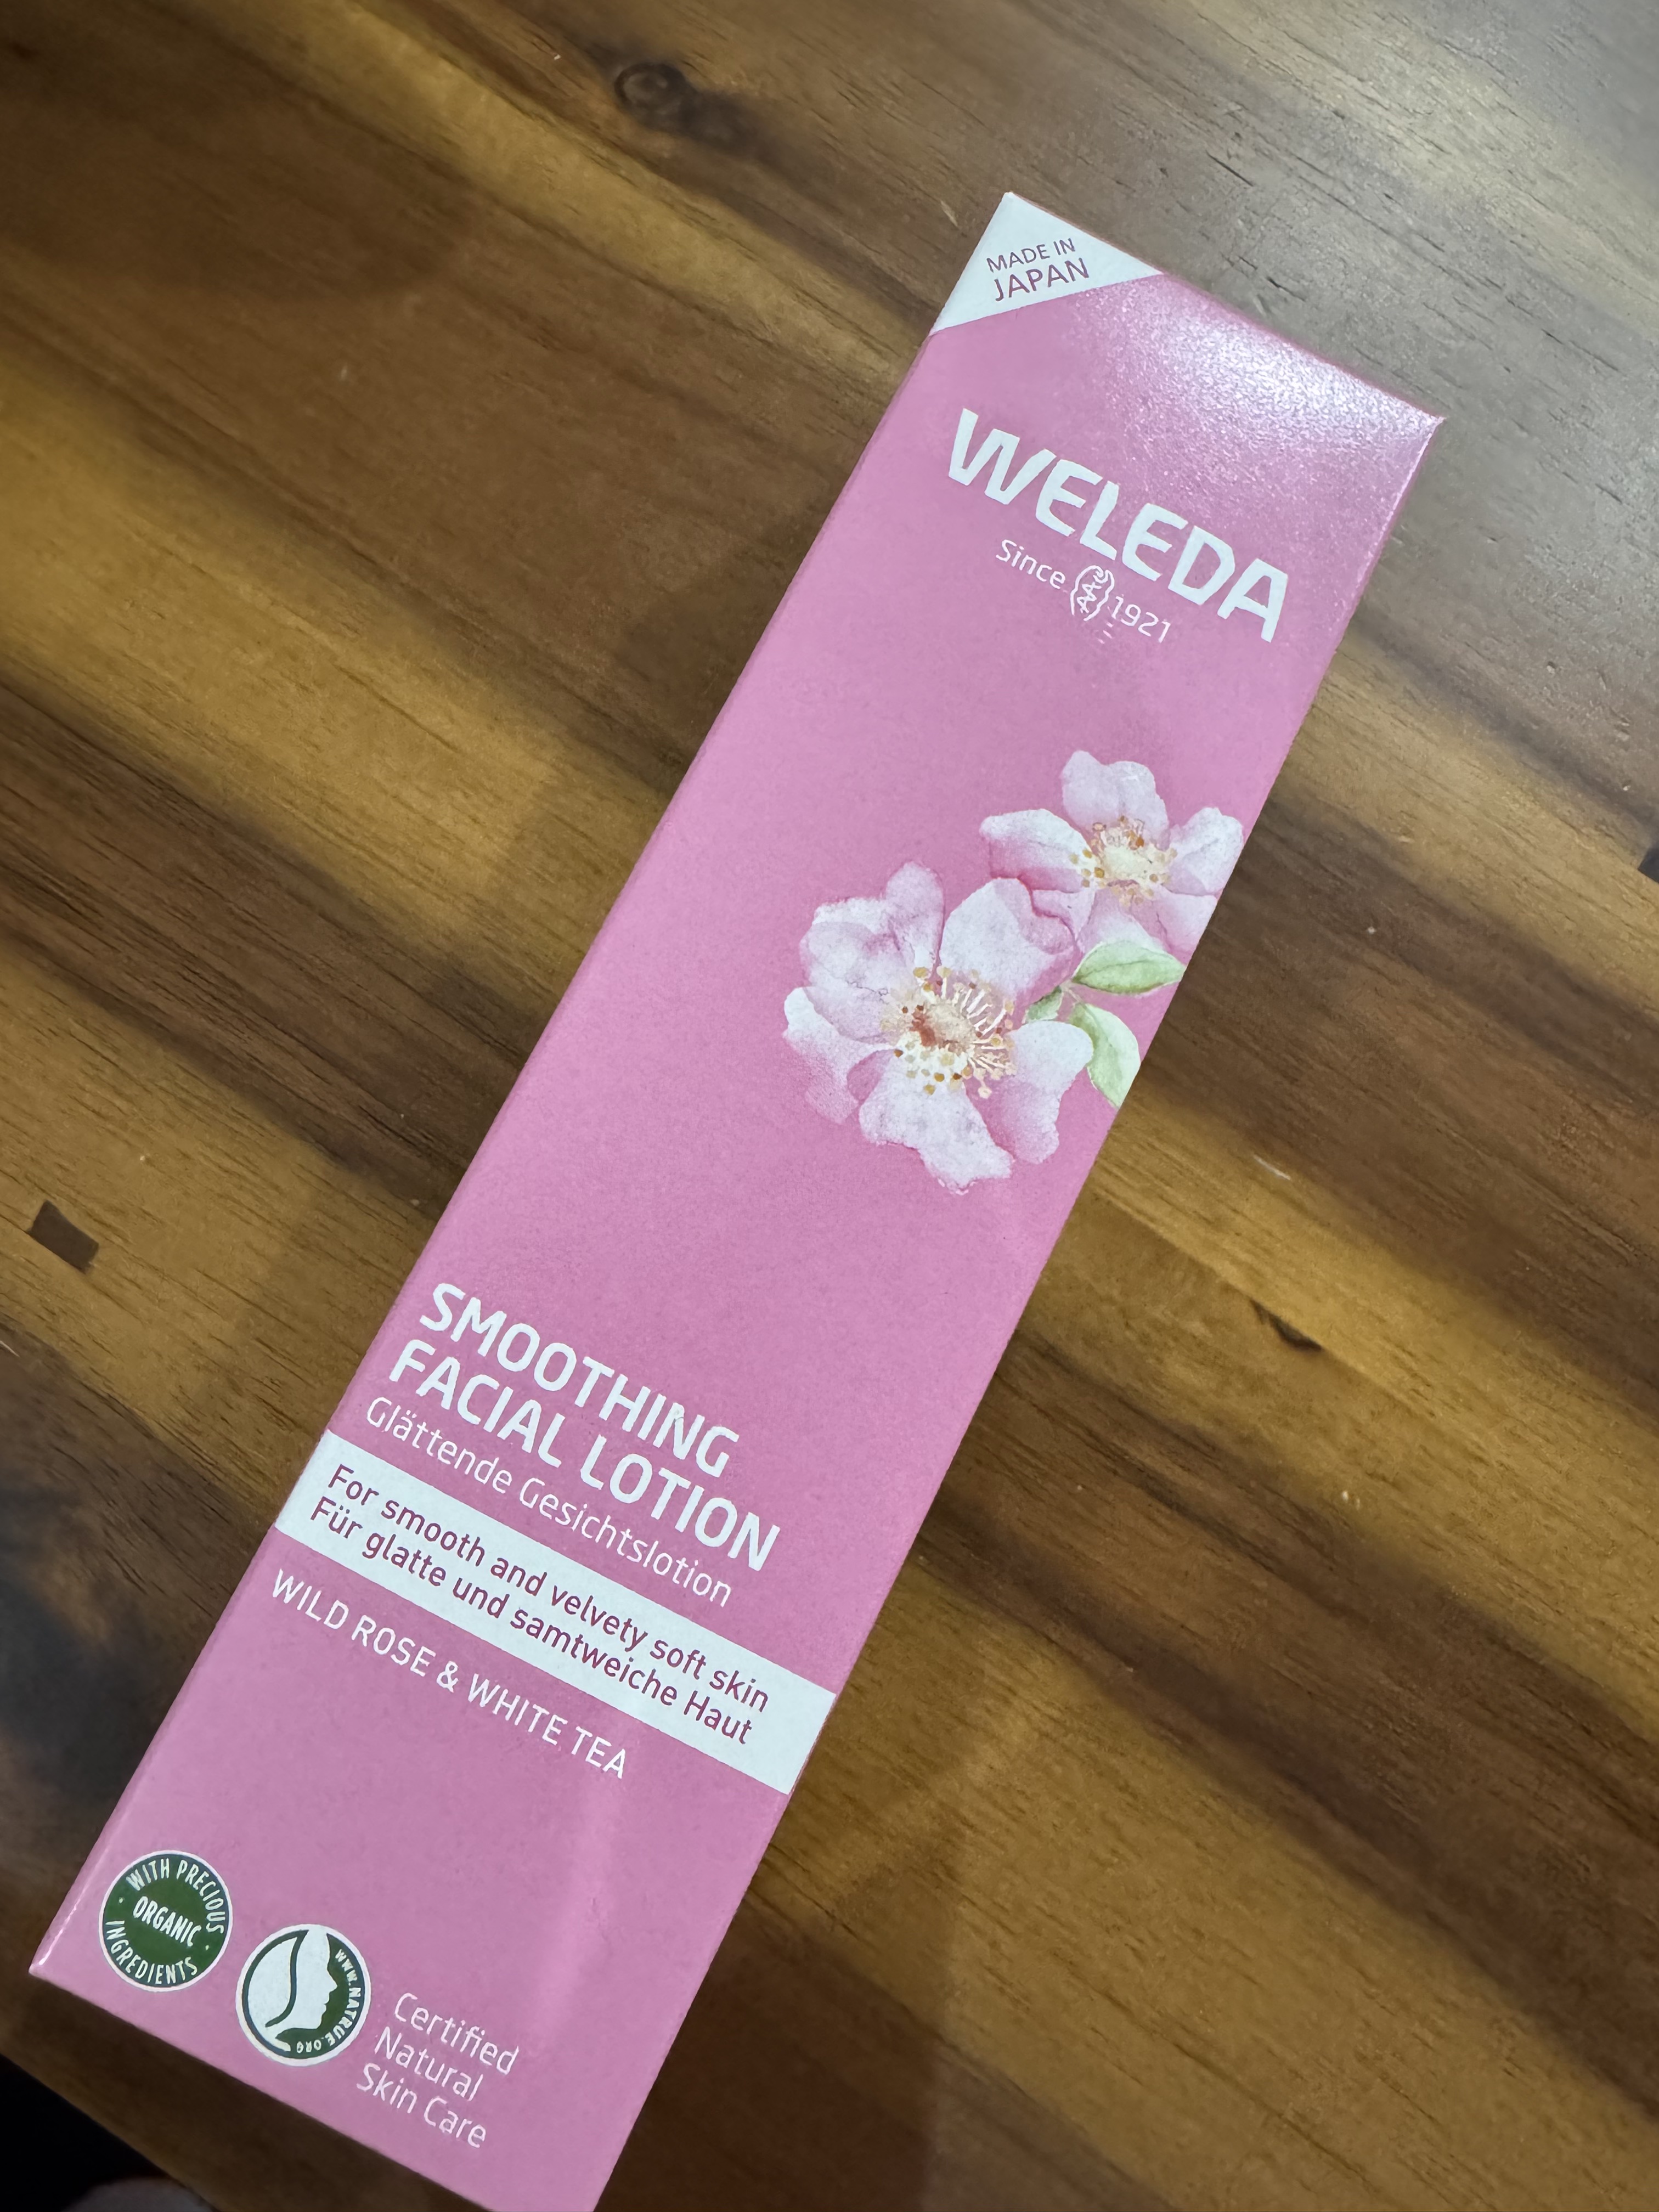 MADE IN
JAPAN
WELEDA
Since 1921
SMOOTHING
FACIAL LOTION
Glättende Gesichtslotion
For smooth and velvety soft skin
Für glatte und samtweiche Haut
WILD ROSE & WHITE TEA
WITH PRECIOUS
ORGANIC
INGREDIENTS
WWW.NATRUE.ORG
Certified
Natural
Skin Care